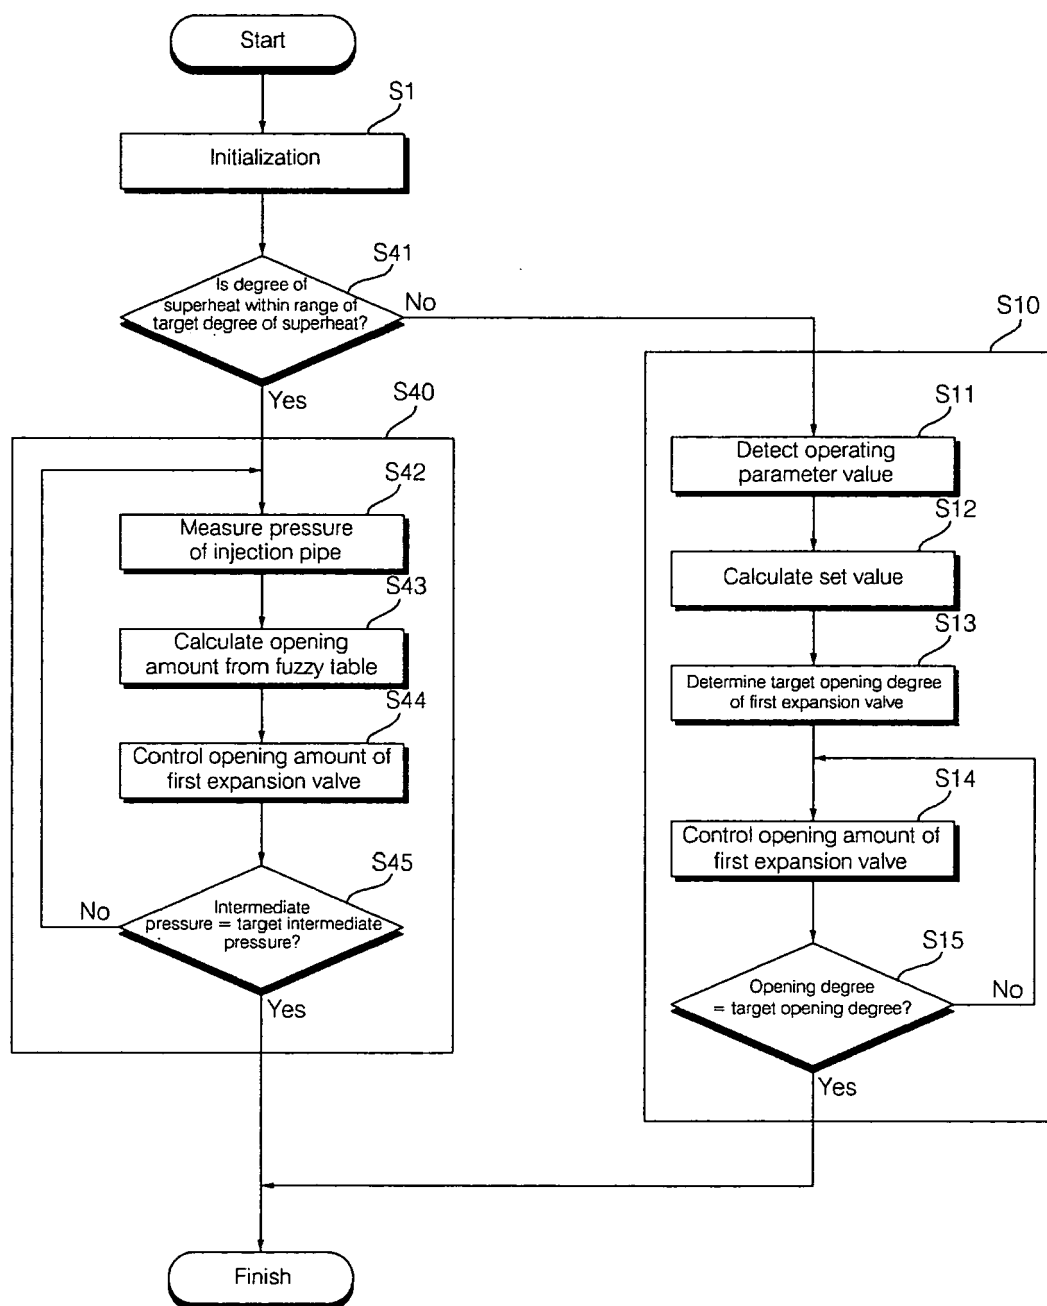 Start
S1
Initialization
S41
Is degree of
superheat within range of
target degree of superheat?
No
Yes
S10
S40
S11
Detect operating
parameter value
S42
Measure pressure
of injection pipe
S12
Calculate set value
S43
Calculate opening
amount from fuzzy table
S13
Determine target opening degree
of first expansion valve
S44
Control opening amount of
first expansion valve
S14
Control opening amount of
first expansion valve
S45
Intermediate
pressure = target intermediate
pressure?
No
Yes
S15
Opening degree
= target opening degree?
No
Yes
Finish